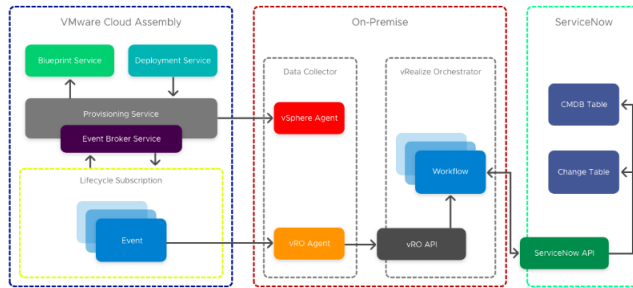 VMware Cloud Assembly
On-Premise
ServiceNow
Blueprint Service
Deployment Service
Data Collector
vRealize Orchestrator
CMDB Table
Provisioning Service
vSphere Agent
Event Broker Service
Lifecycle Subscription
Workflow
Change Table
Event
vRO Agent
vRO API
ServiceNow API